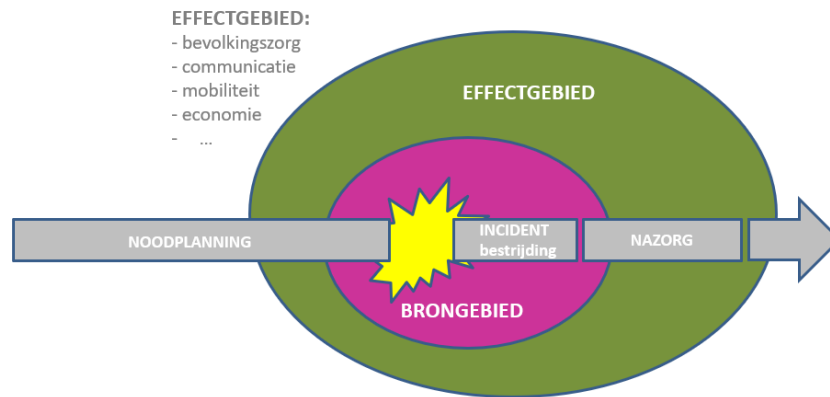 EFFECTGEBIED:
- bevolkingszorg
- communicatie
- mobiliteit
- economie
- ...
EFFECTGEBIED
NOODPLANNING
INCIDENT
bestrijding
NAZORG
BRONGEBIED